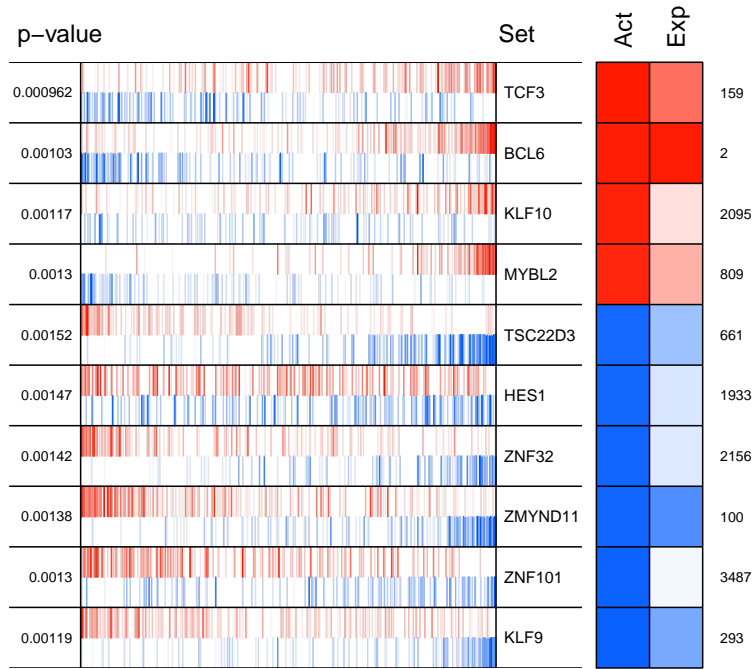 p-value Set Act Exp
0.000962 TCF3 159
0.00103 BCL6 2
0.00117 KLF10 2095
0.0013 MYBL2 809
0.00152 TSC22D3 661
0.00147 HES1 1933
0.00142 ZNF32 2156
0.00138 ZMYND11 100
0.0013 ZNF101 3487
0.00119 KLF9 293